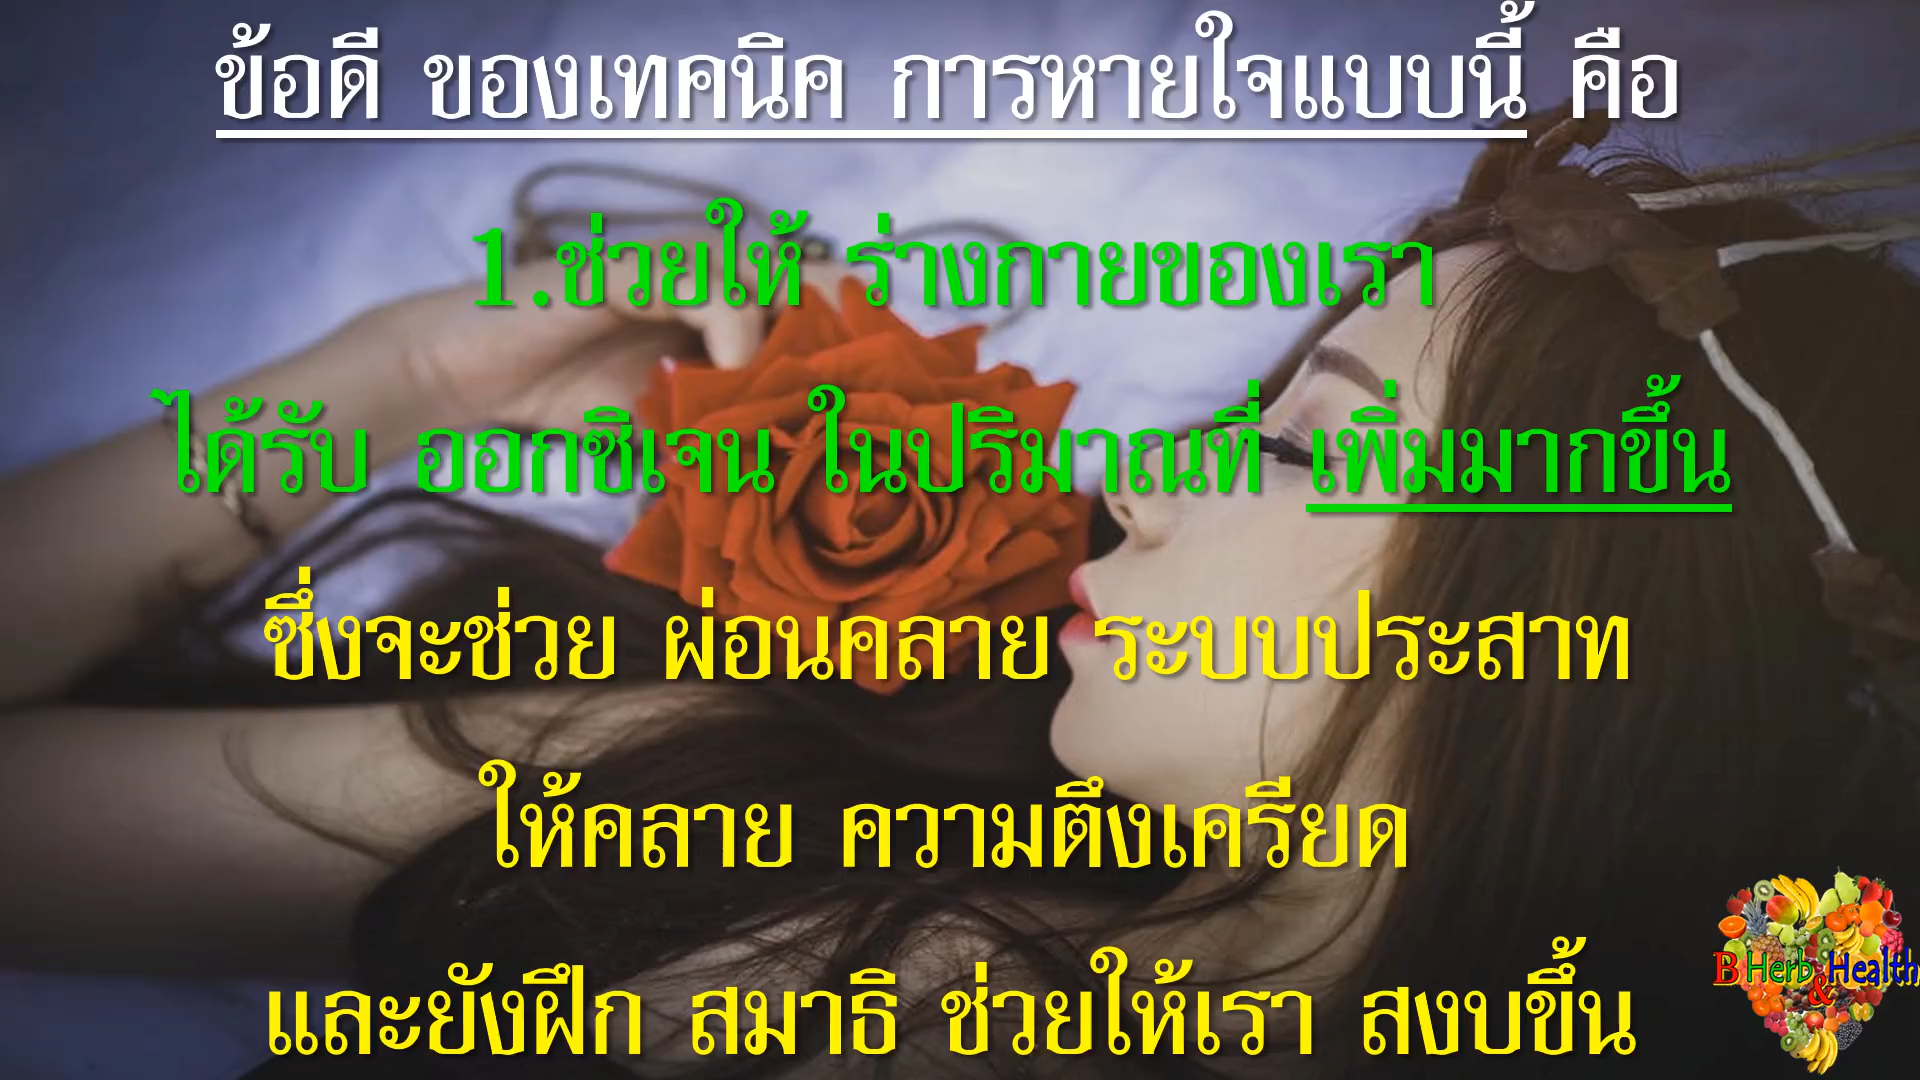 ข้อดี ของเทคนิค การหายใจแบบนี้ คือ
1.ช่วยให้ ร่างกายของเรา
ได้รับ ออกซิเจน ในปริมาณที่ เพิ่มมากขึ้น
ซึ่งจะช่วย ผ่อนคลาย ระบบประสาท
ให้คลาย ความตึงเครียด
และยังฝึก สมาธิ ช่วยให้เรา สงบขึ้น
B Herb & Health